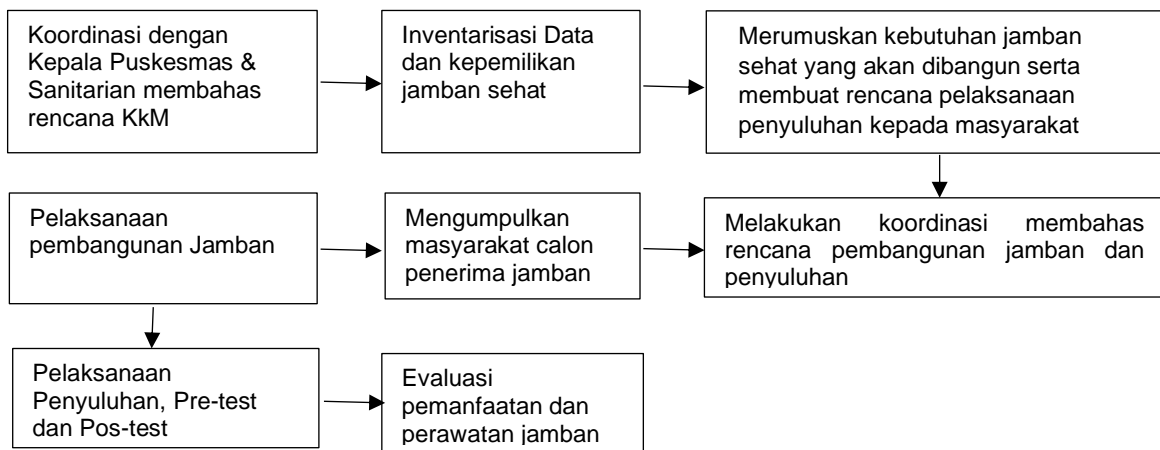 Koordinasi dengan
Kepala Puskesmas &
Sanitarian membahas
rencana KkM
Inventarisasi Data
dan kepemilikan
jamban sehat
Merumuskan kebutuhan jamban
sehat yang akan dibangun serta
membuat rencana pelaksanaan
penyuluhan kepada masyarakat
Pelaksanaan
pembangunan Jamban
Mengumpulkan
masyarakat calon
penerima jamban
Melakukan koordinasi membahas
rencana pembangunan jamban dan
penyuluhan
Pelaksanaan
Penyuluhan, Pre-test
dan Pos-test
Evaluasi
pemanfaatan dan
perawatan jamban